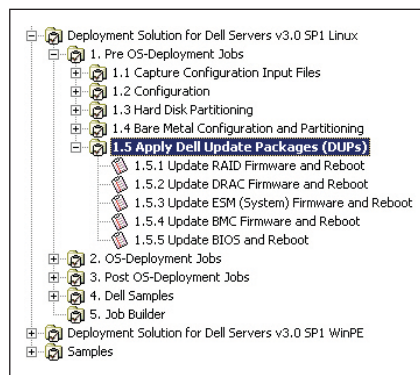 Deployment Solution for Dell Servers v3.0 SP1 Linux
1. Pre OS-Deployment Jobs
1.1 Capture Configuration Input Files
1.2 Configuration
1.3 Hard Disk Partitioning
1.4 Bare Metal Configuration and Partitioning
1.5 Apply Dell Update Packages (DUPs)
1.5.1 Update RAID Firmware and Reboot
1.5.2 Update DRAC Firmware and Reboot
1.5.3 Update ESM (System) Firmware and Reboot
1.5.4 Update BMC Firmware and Reboot
1.5.5 Update BIOS and Reboot
2. OS-Deployment Jobs
3. Post OS-Deployment Jobs
4. Dell Samples
5. Job Builder
Deployment Solution for Dell Servers v3.0 SP1 WinPE
Samples